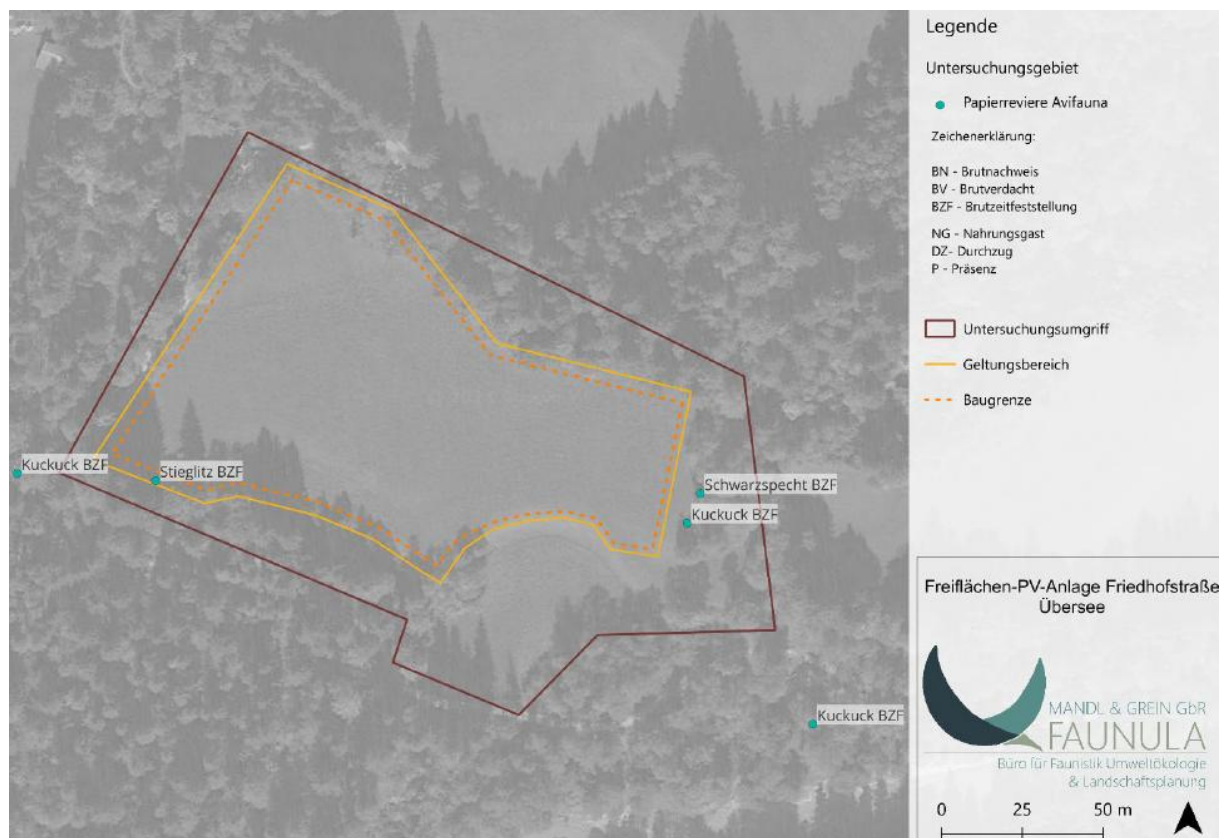 Kuckuck BZF
Stieglitz BZF
Schwarzspecht BZF
Kuckuck BZF
Kuckuck BZF
Legende
Untersuchungsgebiet
Papierreviere Avifauna
Zeichenerklärung:
BN - Brutnachweis
BV - Brutverdacht
BZF - Brutzeitfeststellung
NG - Nahrungsgast
DZ- Durchzug
P - Präsenz
Untersuchungsumgriff
Geltungsbereich
Baugrenze
Freiflächen-PV-Anlage Friedhofstraße
Übersee
MANDL & GREIN GbR
FAUNULA
Büro für Faunistik Umweltökologie
& Landschaftsplanung
0 25 50 m